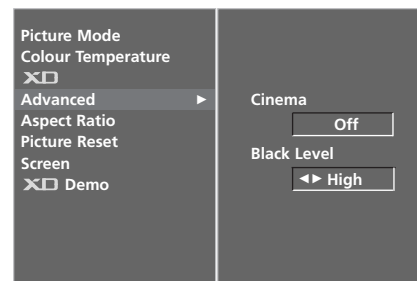 Picture Mode
Colour Temperature
XD
Advanced ►
Aspect Ratio
Picture Reset
Screen
XD Demo
Cinema
Off
Black Level
◄► High